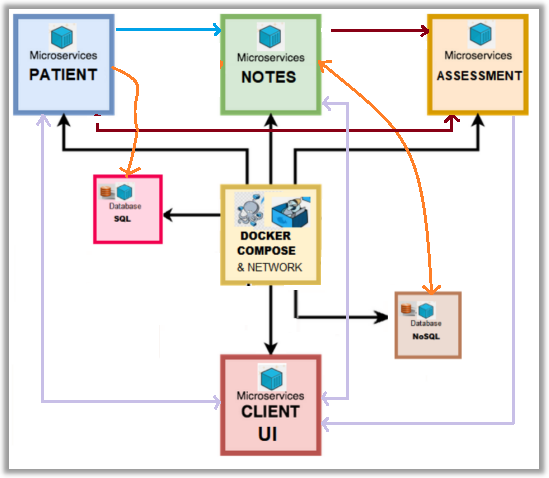 Microservices
PATIENT
Microservices
NOTES
Microservices
ASSESSMENT
Database
SQL
DOCKER
COMPOSE
& NETWORK
Database
NoSQL
Microservices
CLIENT
UI